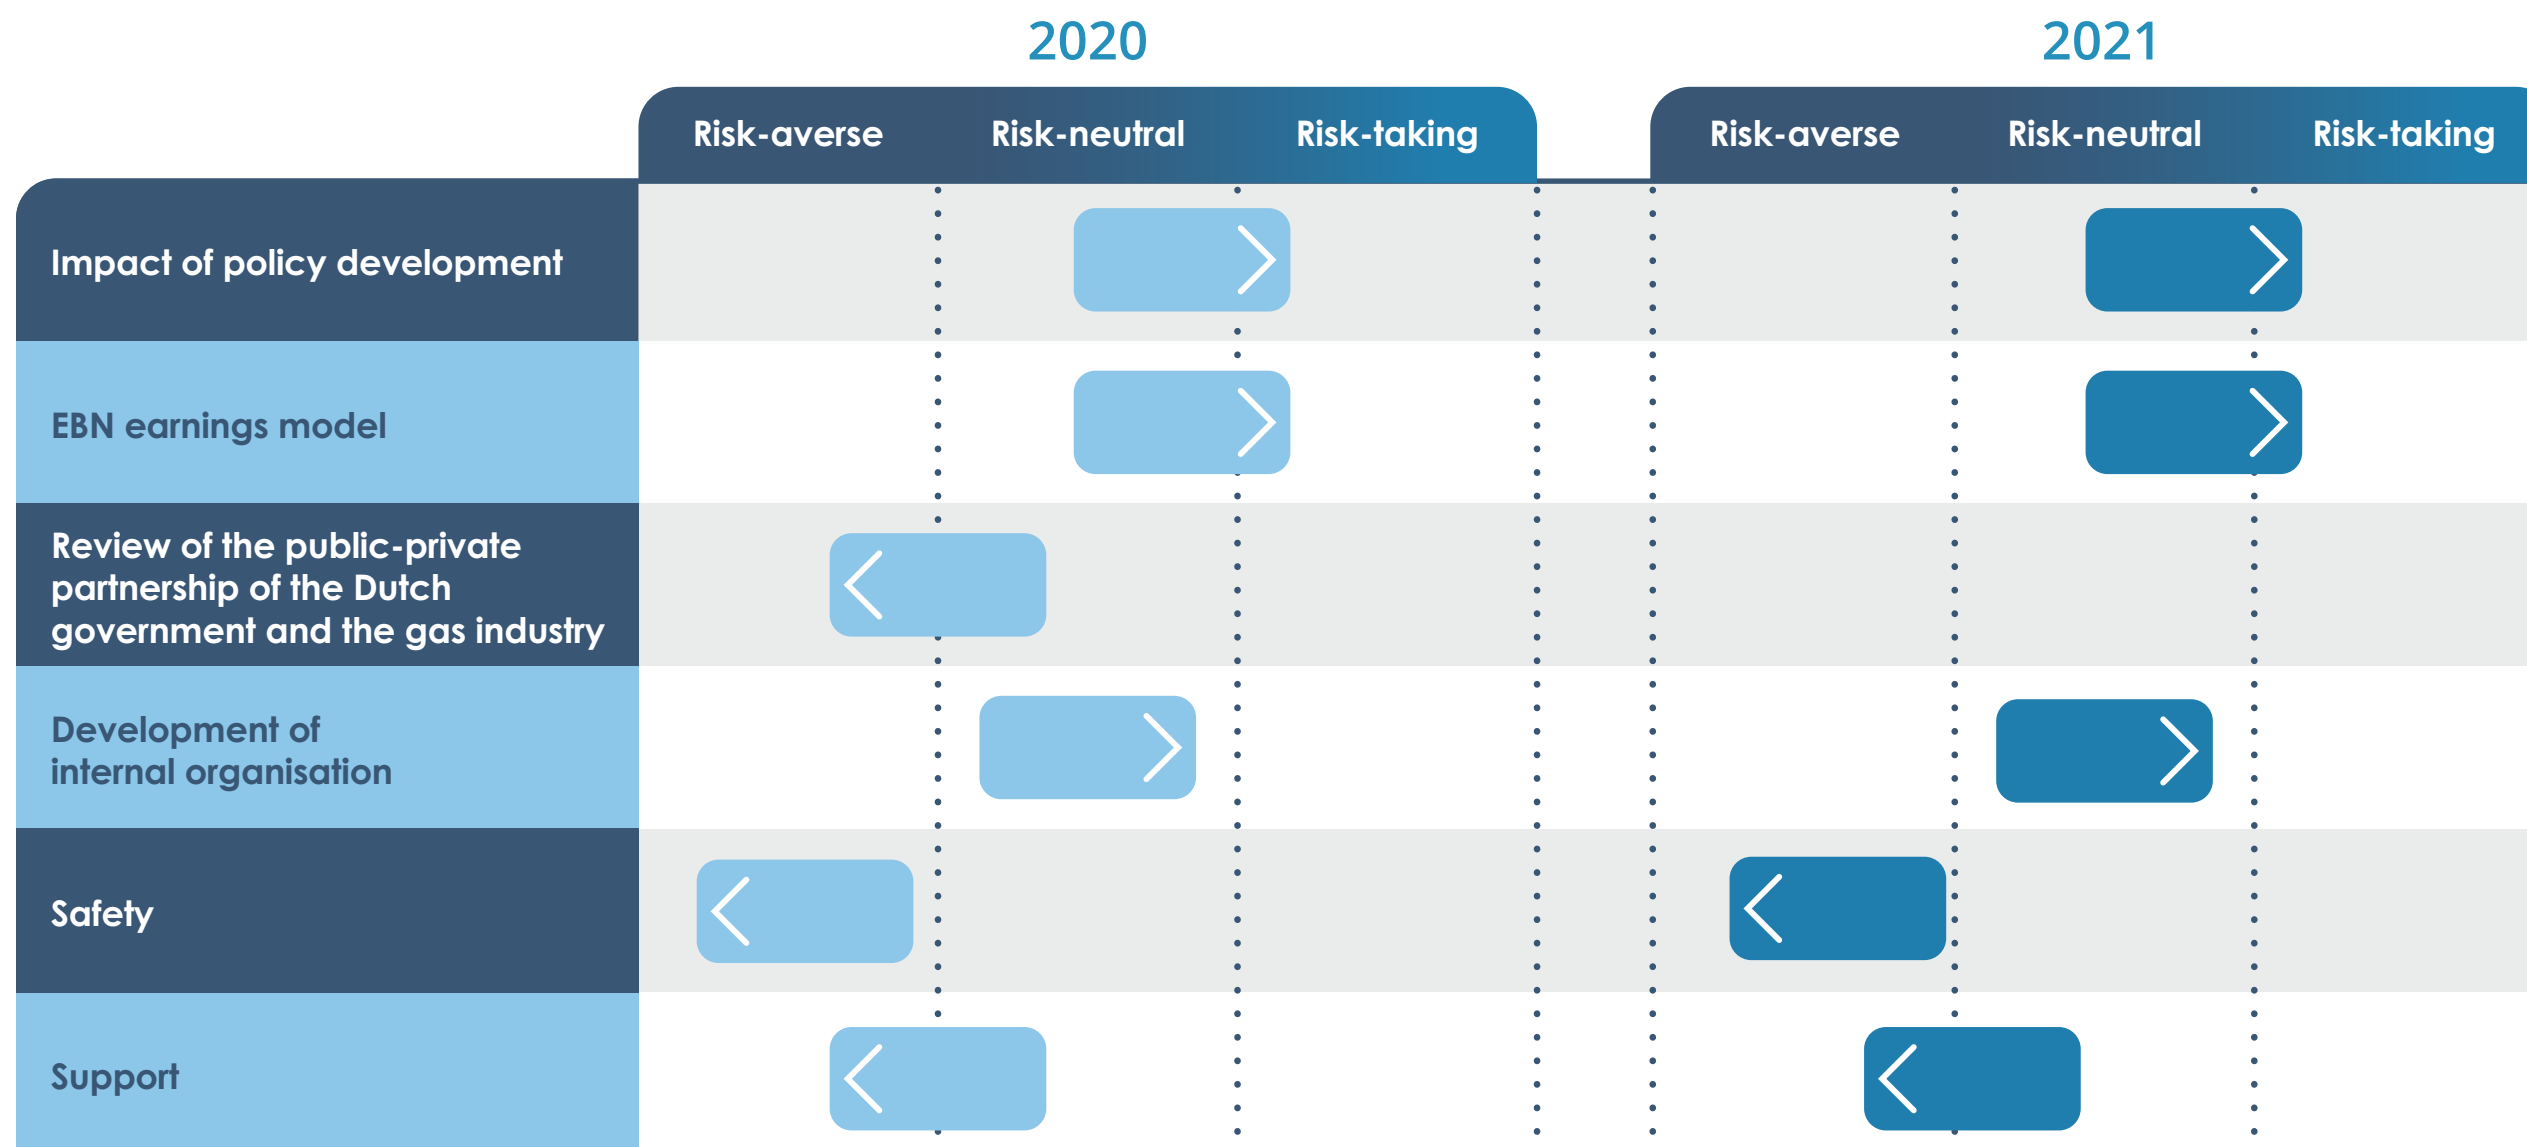 2020
2021
Risk-averse
Risk-neutral
Risk-taking
Risk-averse
Risk-neutral
Risk-taking
Impact of policy development
EBN earnings model
Review of the public-private
partnership of the Dutch
government and the gas industry
Development of
internal organisation
Safety
Support